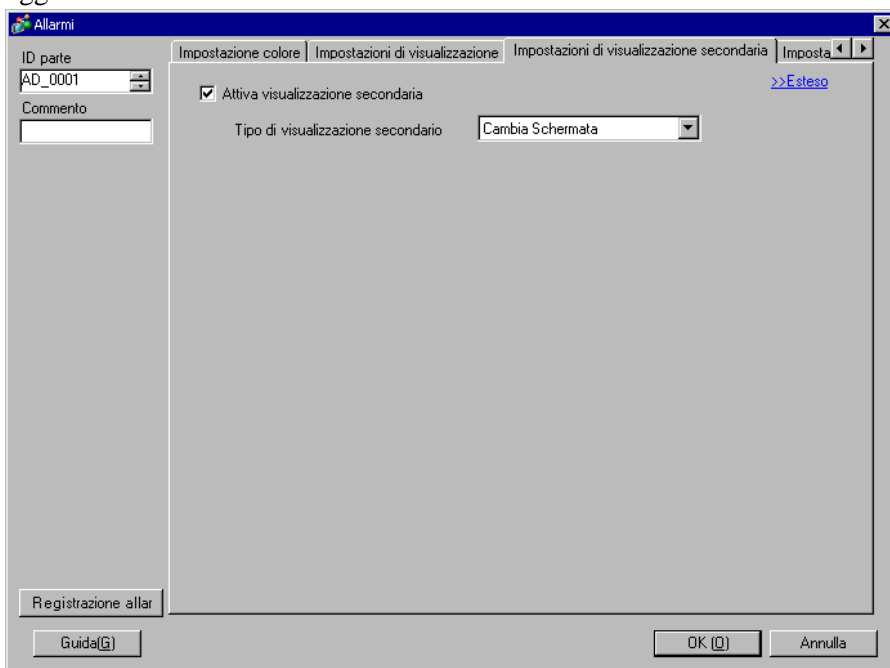 Allarmi
ID parte
AD_0001
Commento
Impostazione colore Impostazioni di visualizzazione Impostazioni di visualizzazione secondaria Imposta
>>Esteso
Attiva visualizzazione secondaria
Tipo di visualizzazione secondario Cambia Schermata
Registrazione allar
Guida(G) OK (O) Annulla